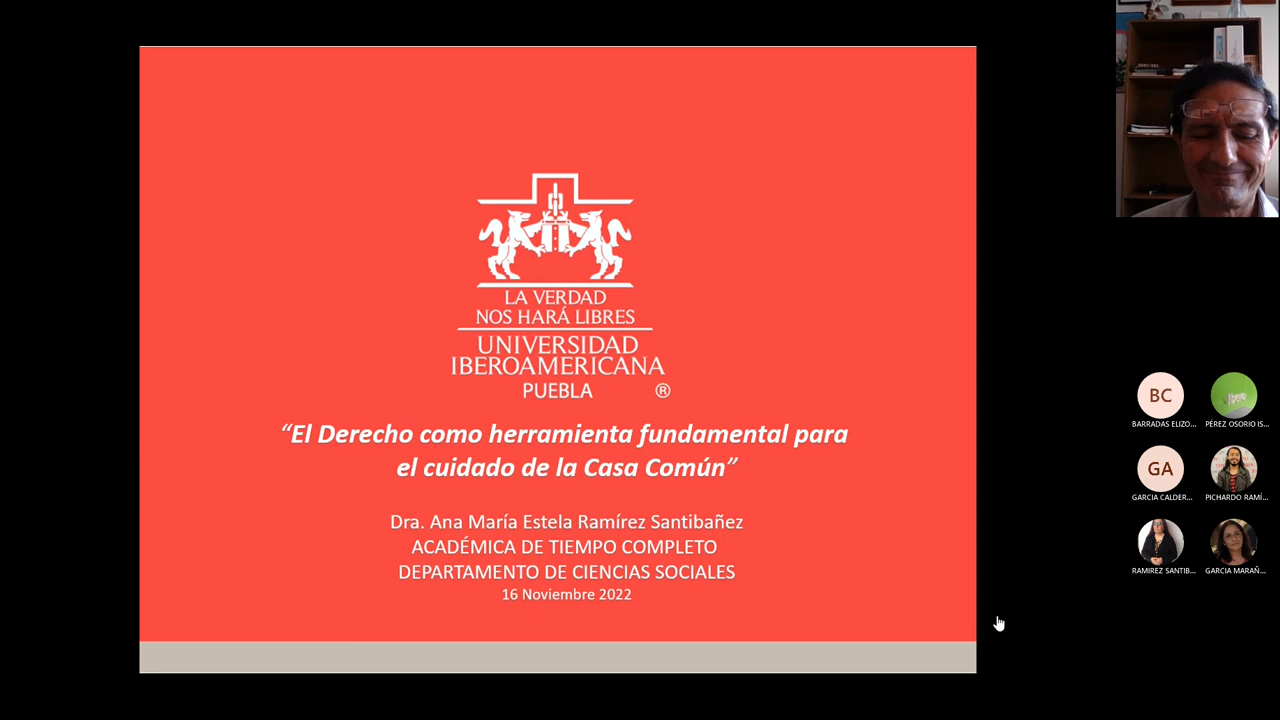 LA VERDAD
NOS HARÁ LIBRES
UNIVERSIDAD
IBEROAMERICANA
PUEBLA ®
“El Derecho como herramienta fundamental para
el cuidado de la Casa Común”
Dra. Ana María Estela Ramírez Santibañez
ACADÉMICA DE TIEMPO COMPLETO
DEPARTAMENTO DE CIENCIAS SOCIALES
16 Noviembre 2022
BC
BARRADAS ELIZO...
PÉREZ OSORIO IS...
GA
GARCIA CALDER...
PICHARDO RAMÍ...
RAMIREZ SANTIB...
GARCIA MARAÑ...